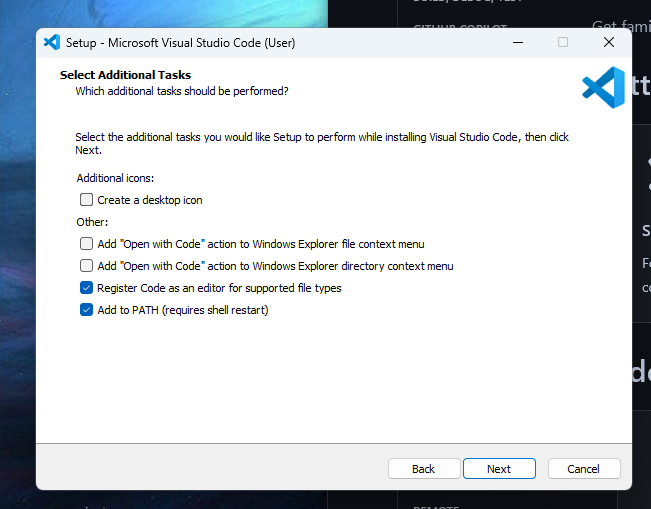 GITHUB COPILOT
Get fami
Setup - Microsoft Visual Studio Code (User)
Select Additional Tasks
Which additional tasks should be performed?
Select the additional tasks you would like Setup to perform while installing Visual Studio Code, then click
Next.
Additional icons:
Create a desktop icon
Other:
Add "Open with Code" action to Windows Explorer file context menu
Add "Open with Code" action to Windows Explorer directory context menu
Register Code as an editor for supported file types
Add to PATH (requires shell restart)
Back
Next
Cancel
REMOTE